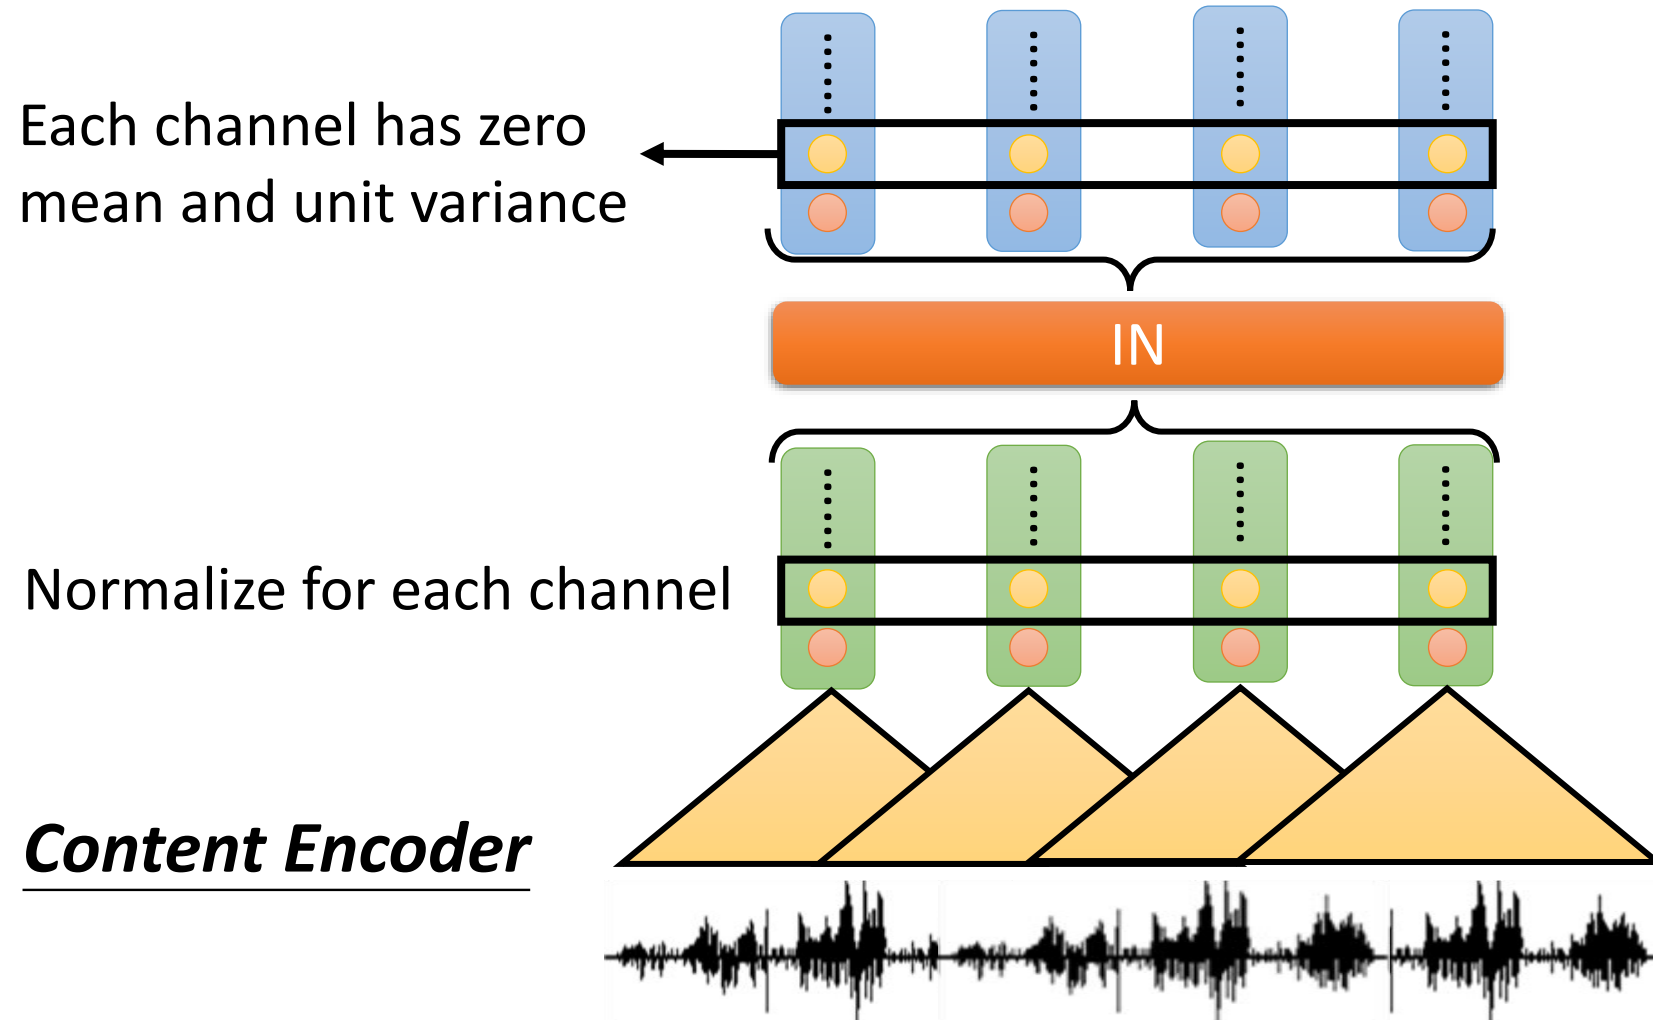 Each channel has zero
mean and unit variance
IN
Normalize for each channel
Content Encoder